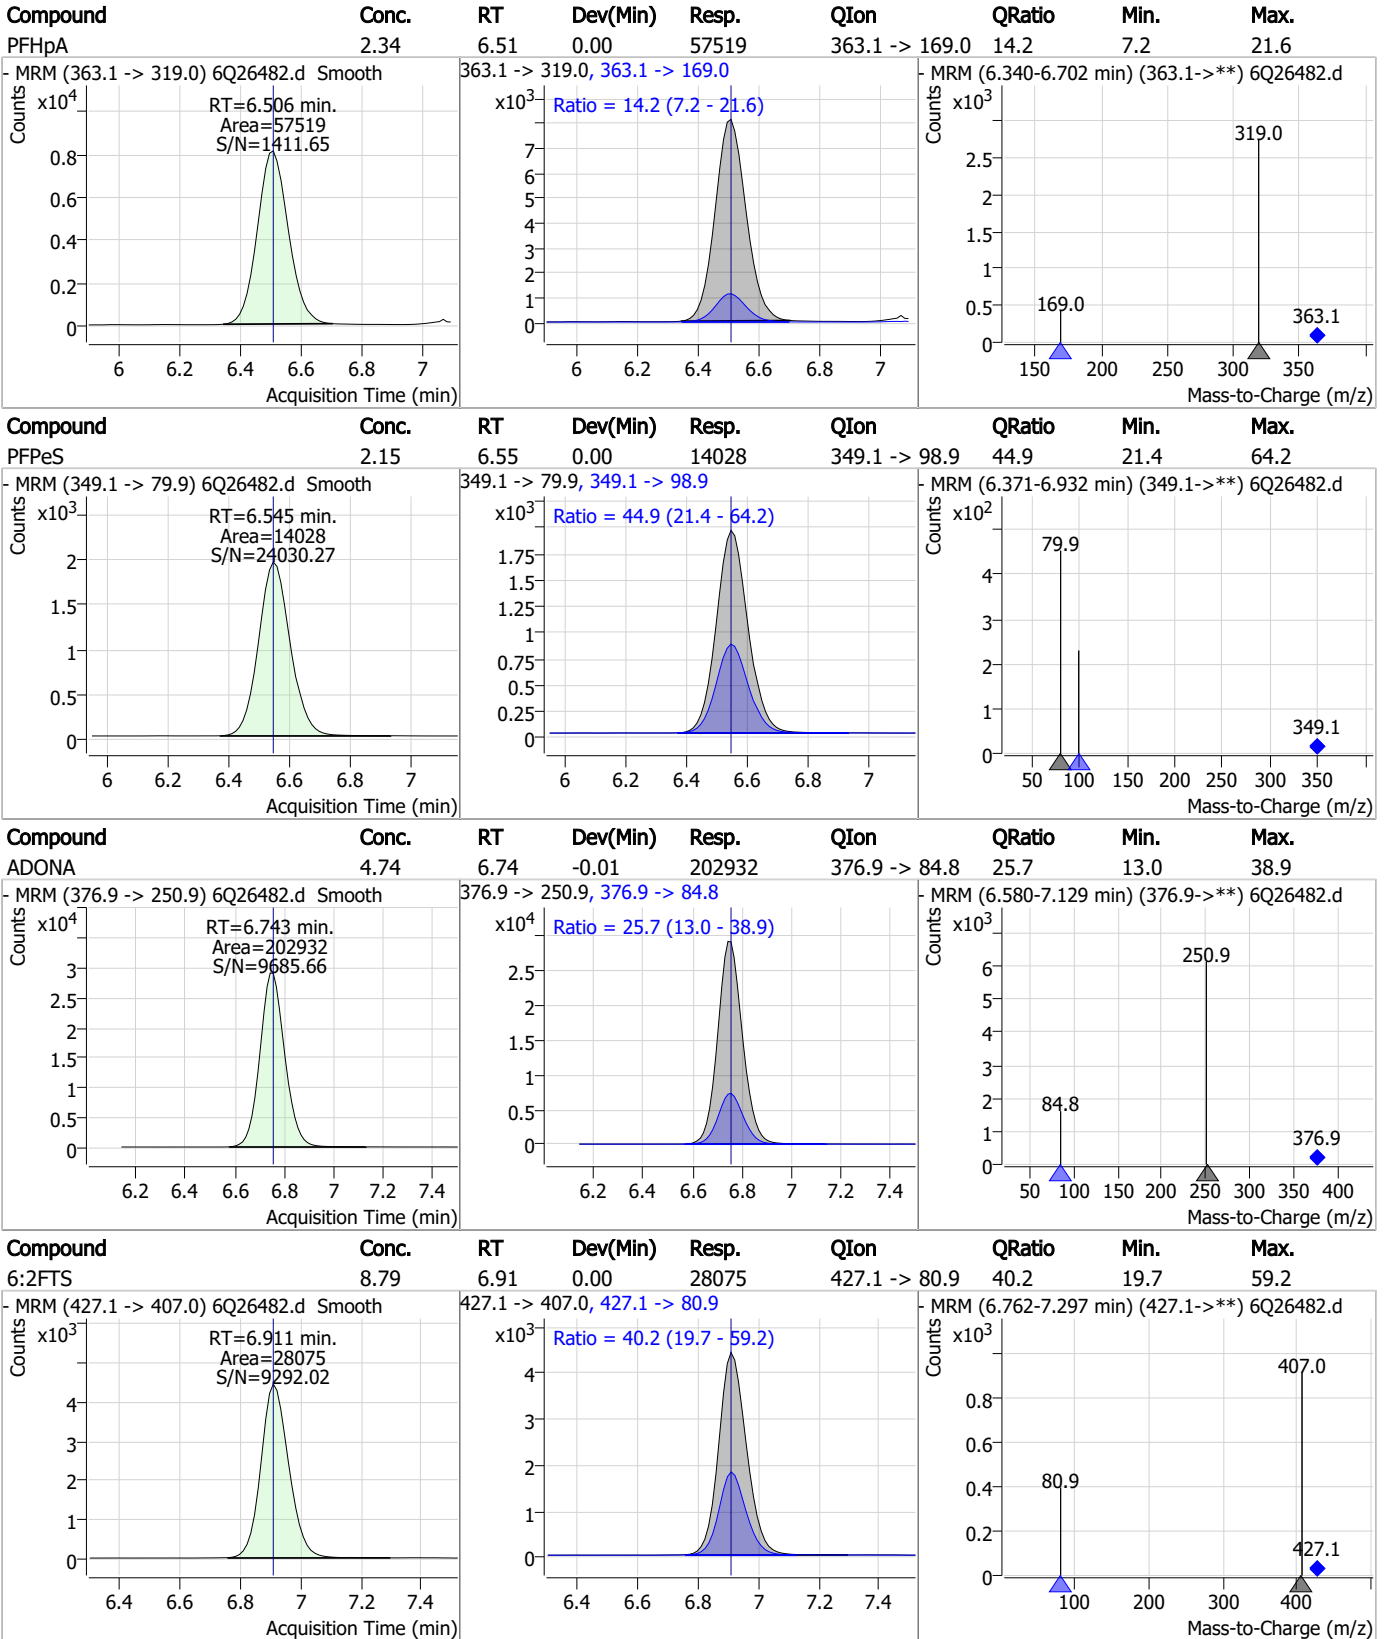 Compound Conc. RT Dev(Min) Resp. QIon QRatio Min. Max.
PFHpA 2.34 6.51 0.00 57519 363.1 -> 169.0 14.2 7.2 21.6
- MRM (363.1 -> 319.0) 6Q26482.d Smooth
Counts
x10^4
RT=6.506 min.
Area=57519
S/N=1411.65
0.8
0.6
0.4
0.2
0
6 6.2 6.4 6.6 6.8 7
Acquisition Time (min)
363.1 -> 319.0, 363.1 -> 169.0
x10^3
Ratio = 14.2 (7.2 - 21.6)
7
6
5
4
3
2
1
0
6 6.2 6.4 6.6 6.8 7
- MRM (6.340-6.702 min) (363.1->**) 6Q26482.d
Counts
x10^3
319.0
2.5
2
1.5
1
0.5
0
169.0
363.1
150 200 250 300 350
Mass-to-Charge (m/z)
Compound Conc. RT Dev(Min) Resp. QIon QRatio Min. Max.
PFPeS 2.15 6.55 0.00 14028 349.1 -> 98.9 44.9 21.4 64.2
- MRM (349.1 -> 79.9) 6Q26482.d Smooth
Counts
x10^3
RT=6.545 min.
Area=14028
S/N=24030.27
2
1.5
1
0.5
0
6 6.2 6.4 6.6 6.8 7
Acquisition Time (min)
349.1 -> 79.9, 349.1 -> 98.9
x10^3
Ratio = 44.9 (21.4 - 64.2)
1.75
1.5
1.25
1
0.75
0.5
0.25
0
6 6.2 6.4 6.6 6.8 7
- MRM (6.371-6.932 min) (349.1->**) 6Q26482.d
Counts
x10^2
79.9
4
3
2
1
0
349.1
50 100 150 200 250 300 350
Mass-to-Charge (m/z)
Compound Conc. RT Dev(Min) Resp. QIon QRatio Min. Max.
ADONA 4.74 6.74 -0.01 202932 376.9 -> 84.8 25.7 13.0 38.9
- MRM (376.9 -> 250.9) 6Q26482.d Smooth
Counts
x10^4
RT=6.743 min.
Area=202932
S/N=9685.66
3
2.5
2
1.5
1
0.5
0
6.2 6.4 6.6 6.8 7 7.2 7.4
Acquisition Time (min)
376.9 -> 250.9, 376.9 -> 84.8
x10^4
Ratio = 25.7 (13.0 - 38.9)
2.5
2
1.5
1
0.5
0
6.2 6.4 6.6 6.8 7 7.2 7.4
- MRM (6.580-7.129 min) (376.9->**) 6Q26482.d
Counts
x10^3
250.9
6
5
4
3
2
1
0
84.8
376.9
50 100 150 200 250 300 350 400
Mass-to-Charge (m/z)
Compound Conc. RT Dev(Min) Resp. QIon QRatio Min. Max.
6:2FTS 8.79 6.91 0.00 28075 427.1 -> 80.9 40.2 19.7 59.2
- MRM (427.1 -> 407.0) 6Q26482.d Smooth
Counts
x10^3
RT=6.911 min.
Area=28075
S/N=9292.02
4
3
2
1
0
6.4 6.6 6.8 7 7.2 7.4
Acquisition Time (min)
427.1 -> 407.0, 427.1 -> 80.9
x10^3
Ratio = 40.2 (19.7 - 59.2)
4
3
2
1
0
6.4 6.6 6.8 7 7.2 7.4
- MRM (6.762-7.297 min) (427.1->**) 6Q26482.d
Counts
x10^3
407.0
0.8
0.6
0.4
0.2
0
80.9
427.1
100 200 300 400
Mass-to-Charge (m/z)